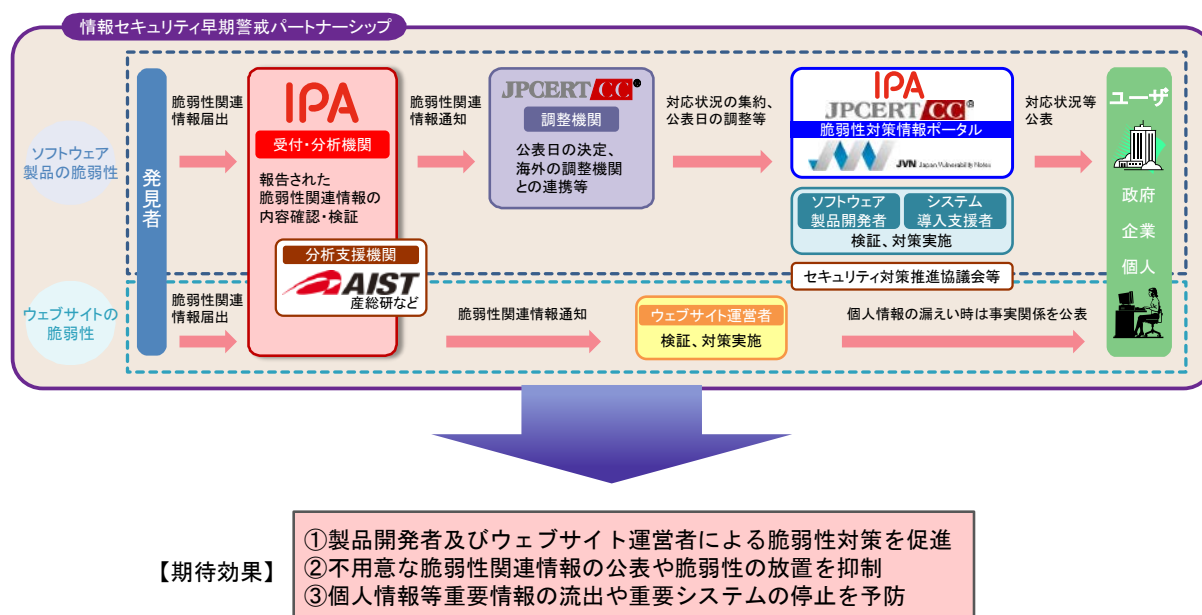 情報セキュリティ早期警戒パートナーシップ
ソフトウェア
製品の脆弱性
発見者
脆弱性関連
情報届出
IPA
受付・分析機関
報告された
脆弱性関連情報の
内容確認・検証
分析支援機関
AIST
産総研など
脆弱性関連
情報通知
JPCERT CC®
調整機関
公表日の決定、
海外の調整機関
との連携等
対応状況の集約、
公表日の調整等
IPA
JPCERT CC®
脆弱性対策情報ポータル
JVN Japan Vulnerability Notes
ソフトウェア
製品開発者
システム
導入支援者
検証、対策実施
セキュリティ対策推進協議会等
対応状況等
公表
ユーザ
政府
企業
個人
ウェブサイトの
脆弱性
脆弱性関連
情報届出
脆弱性関連情報通知
ウェブサイト運営者
検証、対策実施
個人情報の漏えい時は事実関係を公表
【期待効果】
①製品開発者及びウェブサイト運営者による脆弱性対策を促進
②不用意な脆弱性関連情報の公表や脆弱性の放置を抑制
③個人情報等重要情報の流出や重要システムの停止を予防